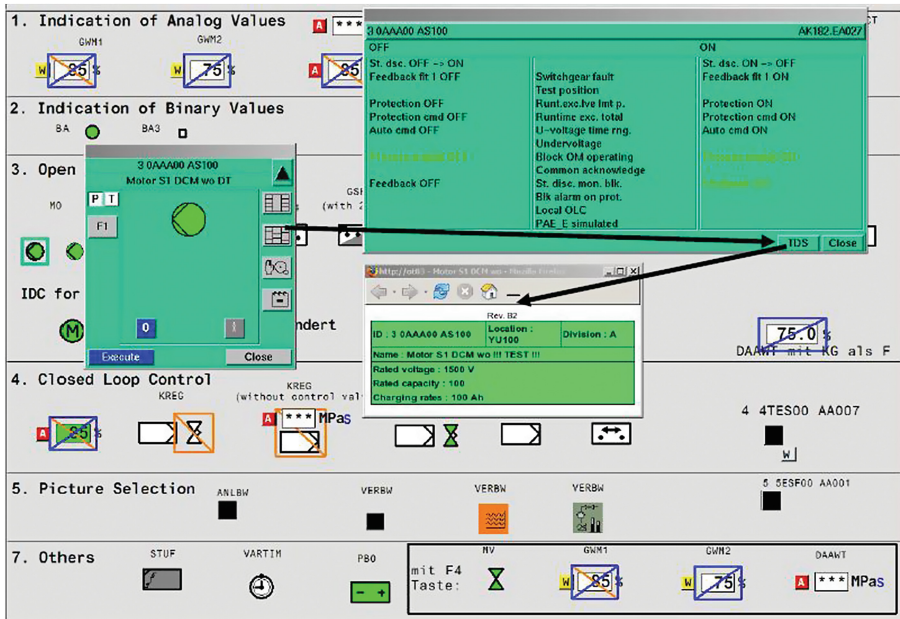 1. Indication of Analog Values
GWM1
GWM2
A ***
W 85 %
W 75 %
A 85
2. Indication of Binary Values
BA
BA3
3. Open
MO
IDC for
M
ndert
(with 2
3 0AAA00 AS100
Motor S1 DCM wo DT
P T
F1
0
I
Execute
Close
3 0AAA00 AS100
AK182.EA027
OFF
ON
St. dsc. OFF -> ON
St. dsc. ON -> OFF
Feedback flt ! OFF
Switchgear fault
Feedback flt ! ON
Test position
Protection OFF
Runt.exc.lve lmt p.
Protection ON
Protection cmd OFF
Runtime exc. total
Protection cmd ON
Auto cmd OFF
U-voltage time rng.
Auto cmd ON
Undervoltage
Block OM operating
Common acknowledge
Feedback OFF
St. disc. mon. blk.
Blk alarm on prot.
Local OLC
PAE_E simulated
TDS
Close
Rev. B2
ID : 3 0AAA00 AS100
Location : YU100
Division : A
Name : Motor S1 DCM wo !!! TEST !!!
Rated voltage : 1500 V
Rated capacity : 100
Charging rates : 100 Ah
75.0 %
DAAWT mit KG als F
4. Closed Loop Control
KREG
KREG
(without control val
A 85 %
A *** MPas
4 4TES00 AA007
W
5. Picture Selection
ANLBW
VERBW
VERBW
VERBW
5 5ESF00 AA001
7. Others
STUF
VARTIM
PBO
mit F4
Taste:
MV
GWM1
GWM2
DAAWT
W 85 %
W 75 %
A *** MPas